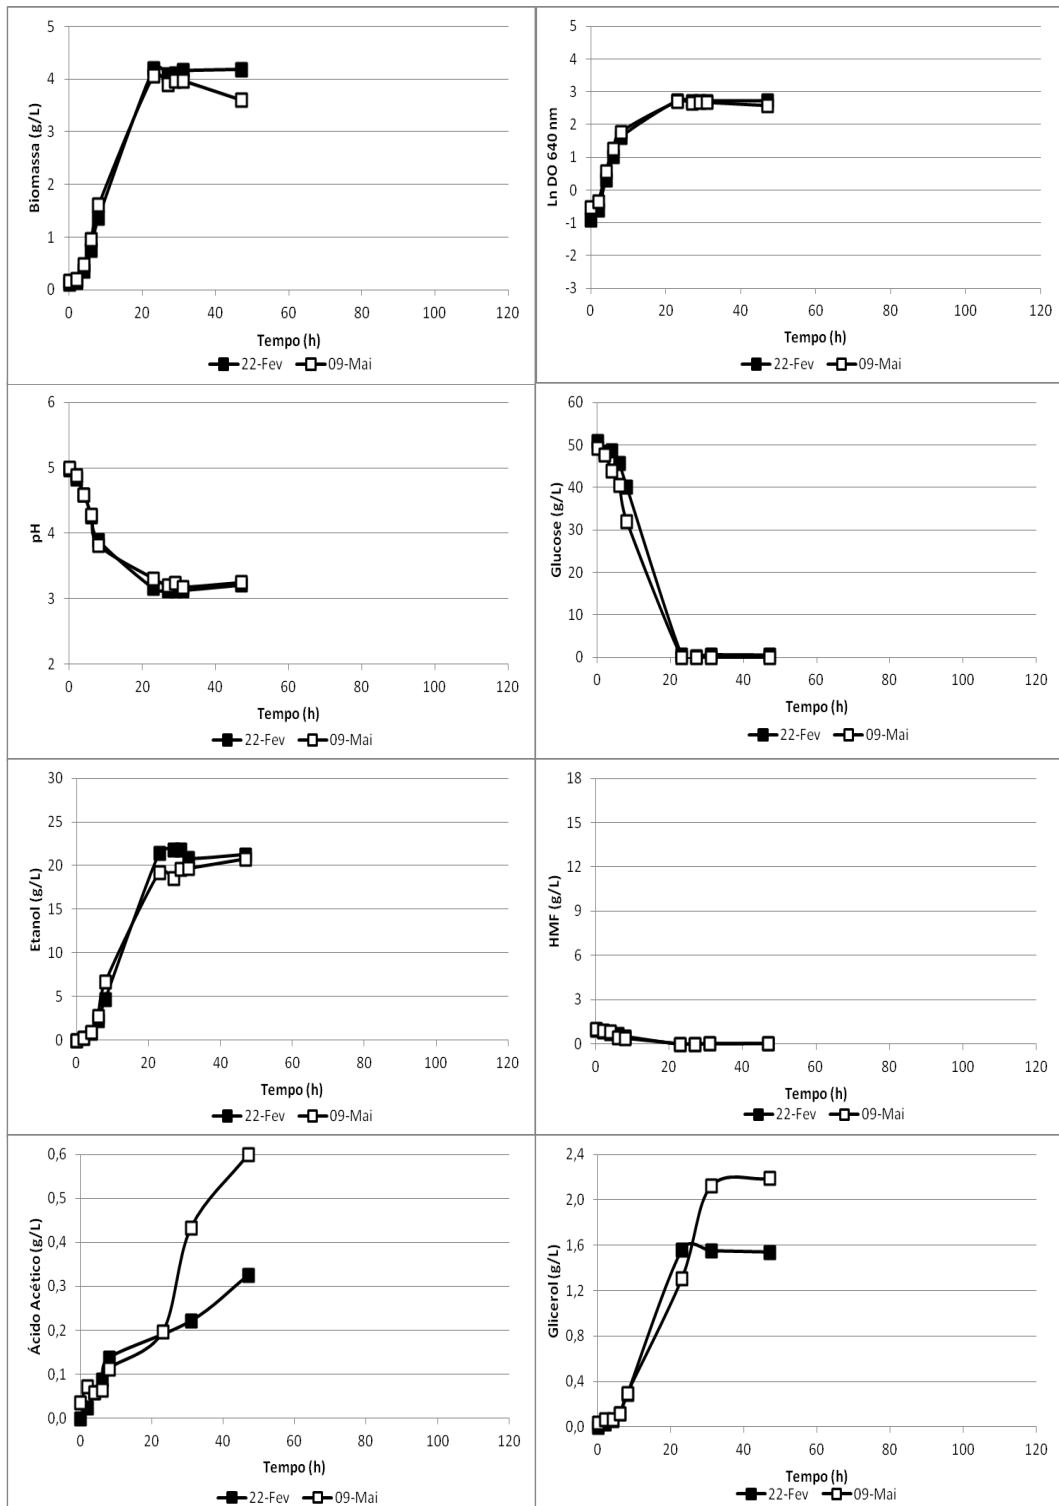 5
4
3
2
1
0
Biomassa (g/L)
0 20 40 60 80 100 120
Tempo (h)
22-Fev 09-Mai
5
4
3
2
1
0
-1
-2
-3
Ln DO 640 nm
0 20 40 60 80 100 120
Tempo (h)
22-Fev 09-Mai
6
5
4
3
2
pH
0 20 40 60 80 100 120
Tempo (h)
22-Fev 09-Mai
60
50
40
30
20
10
0
Glucose (g/L)
0 20 40 60 80 100 120
Tempo (h)
22-Fev 09-Mai
30
25
20
15
10
5
0
Etanol (g/L)
0 20 40 60 80 100 120
Tempo (h)
22-Fev 09-Mai
18
15
12
9
6
3
0
HMF (g/L)
0 20 40 60 80 100 120
Tempo (h)
22-Fev 09-Mai
0,6
0,5
0,4
0,3
0,2
0,1
0,0
Ácido Acético (g/L)
0 20 40 60 80 100 120
Tempo (h)
22-Fev 09-Mai
2,4
2,0
1,6
1,2
0,8
0,4
0,0
Glicerol (g/L)
0 20 40 60 80 100 120
Tempo (h)
22-Fev 09-Mai